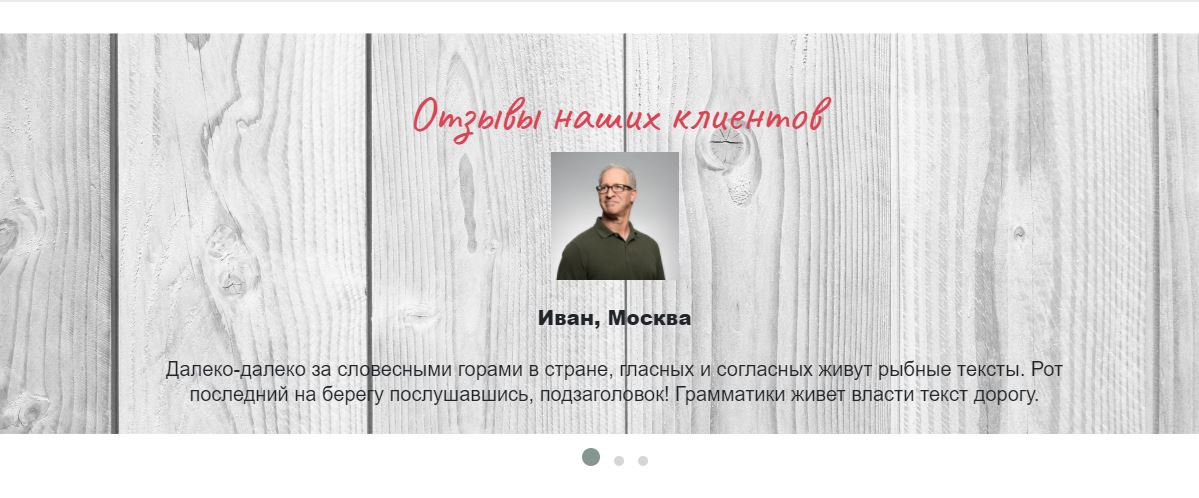 Отзывы наших клиентов
Иван, Москва
Далеко-далеко за словесными горами в стране, гласных и согласных живут рыбные тексты. Рот
последний на берегу послушавшись, подзаголовок! Грамматики живет власти текст дорогу.